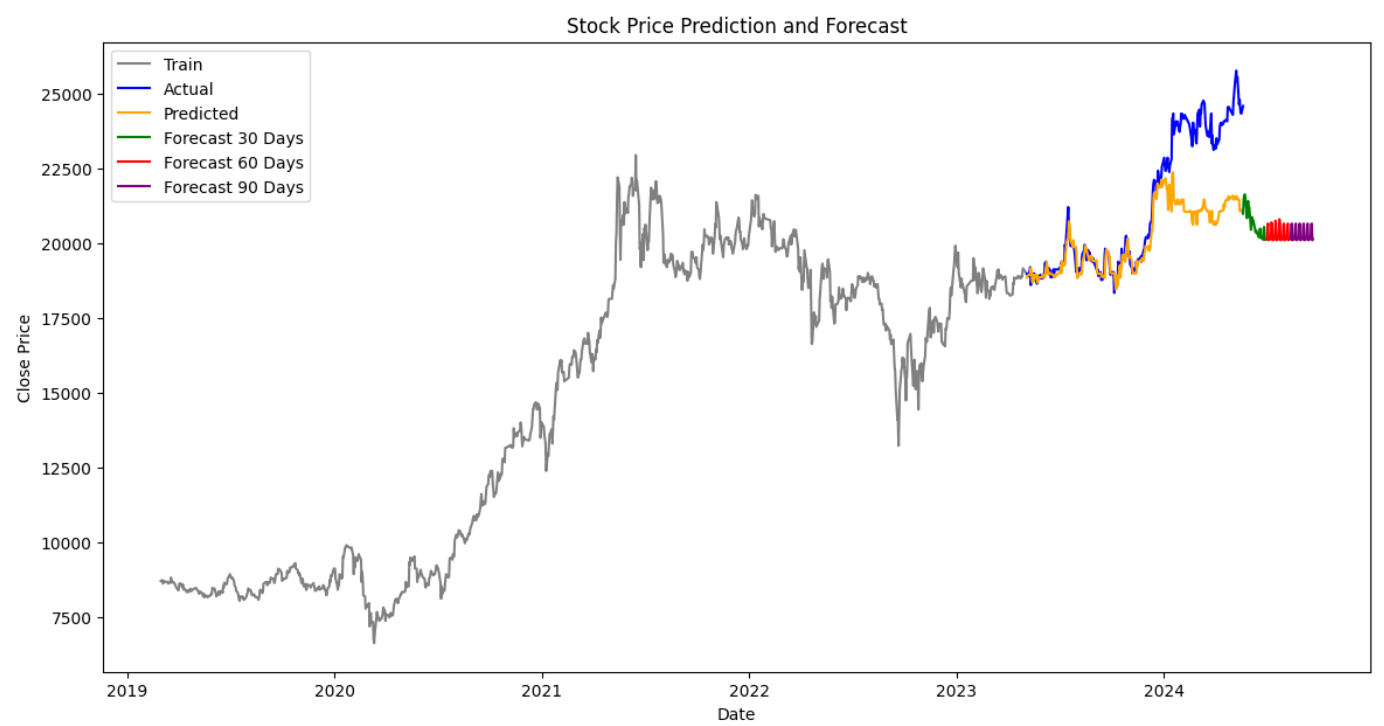 Stock Price Prediction and Forecast
Train
Actual
Predicted
Forecast 30 Days
Forecast 60 Days
Forecast 90 Days
25000
22500
20000
17500
15000
12500
10000
7500
Close Price
2019
2020
2021
2022
2023
2024
Date